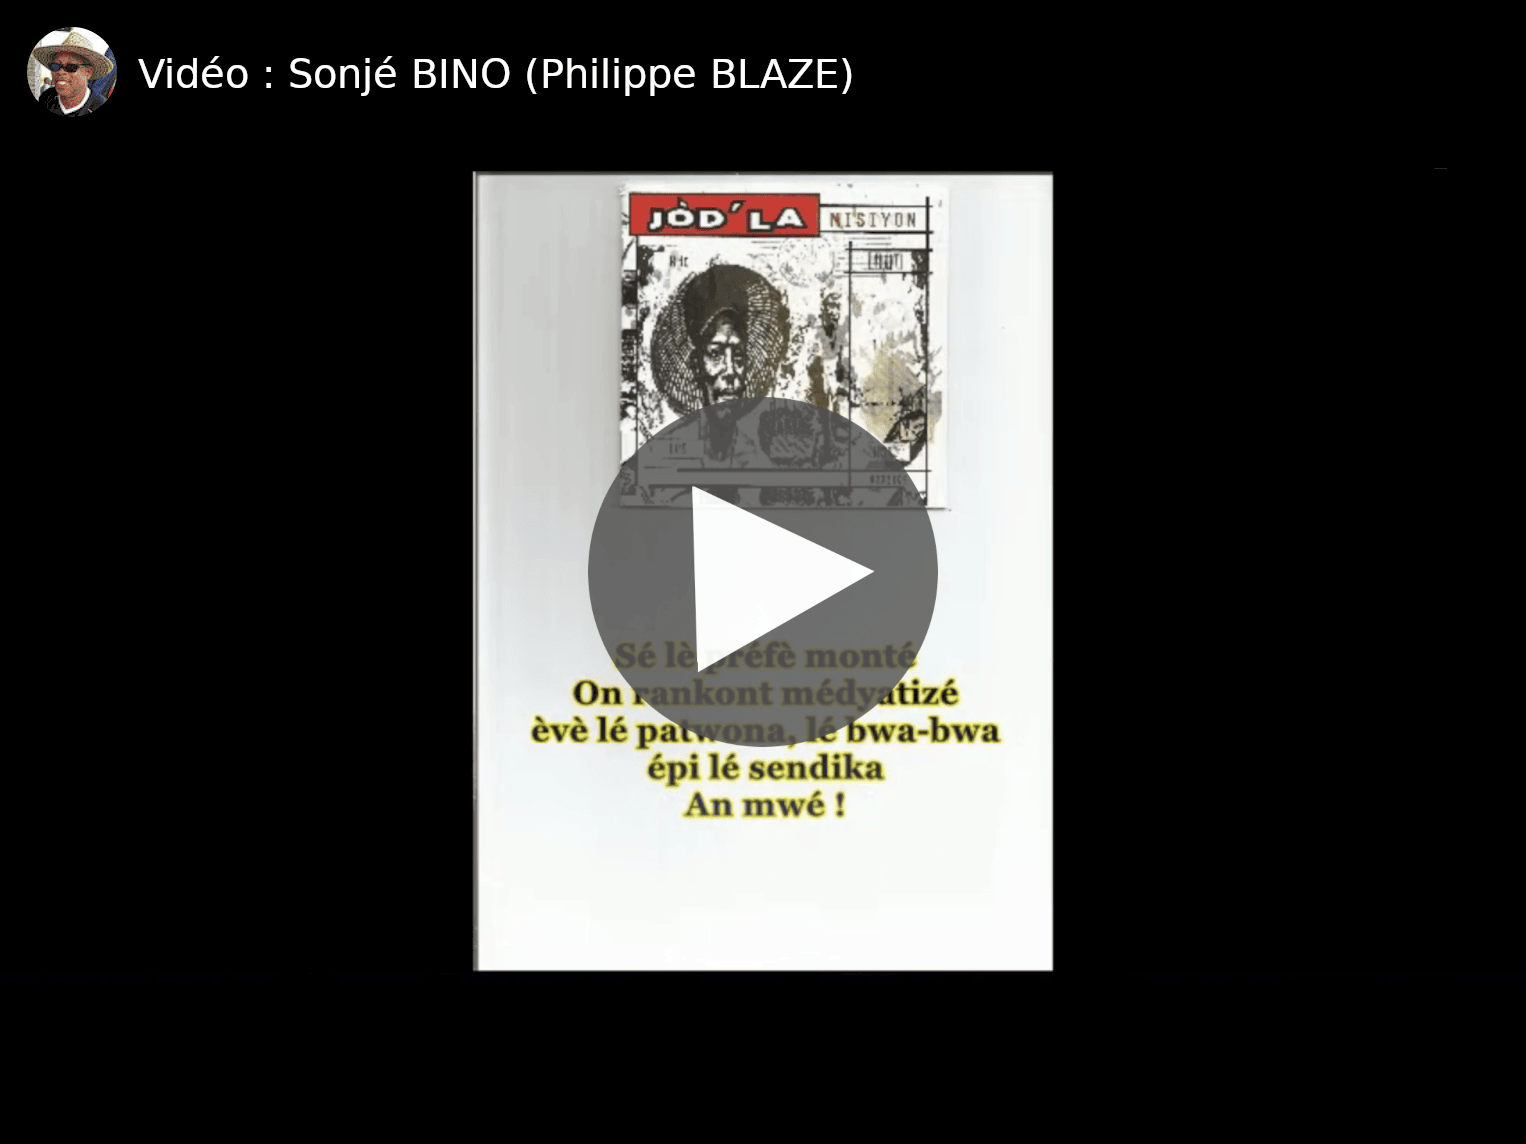 Vidéo : Sonjé BINO (Philippe BLAZE)
JÒD'LA
MISIYON
Sé lè préfè monté
On rankont médyatizé
èvè lé patwona, lé bwa-bwa
épi lé sendika
An mwé !